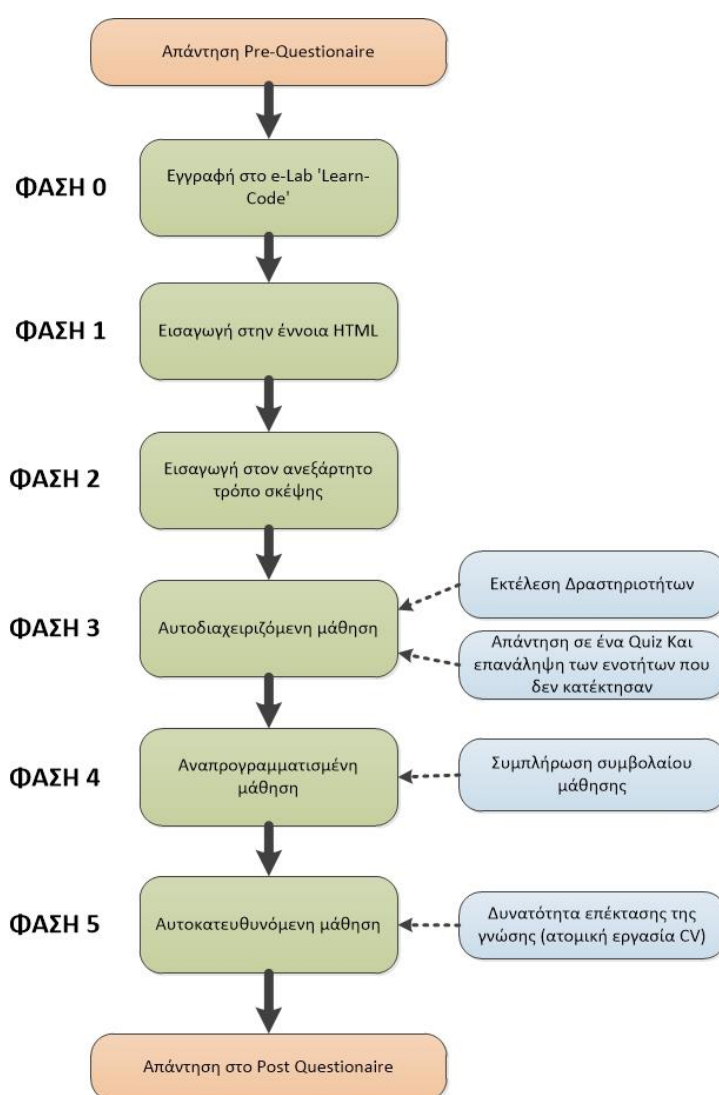 Απάντηση Pre-Questionaire
ΦΑΣΗ 0
Εγγραφή στο e-Lab 'Learn-
Code'
ΦΑΣΗ 1
Εισαγωγή στην έννοια HTML
ΦΑΣΗ 2
Εισαγωγή στον ανεξάρτητο
τρόπο σκέψης
ΦΑΣΗ 3
Αυτοδιαχειριζόμενη μάθηση
Εκτέλεση Δραστηριοτήτων
Απάντηση σε ένα Quiz Και
επανάληψη των ενοτήτων που
δεν κατέκτησαν
ΦΑΣΗ 4
Αναπρογραμματισμένη
μάθηση
Συμπλήρωση συμβολαίου
μάθησης
ΦΑΣΗ 5
Αυτοκατευθυνόμενη μάθηση
Δυνατότητα επέκτασης της
γνώσης (ατομική εργασία CV)
Απάντηση στο Post Questionaire